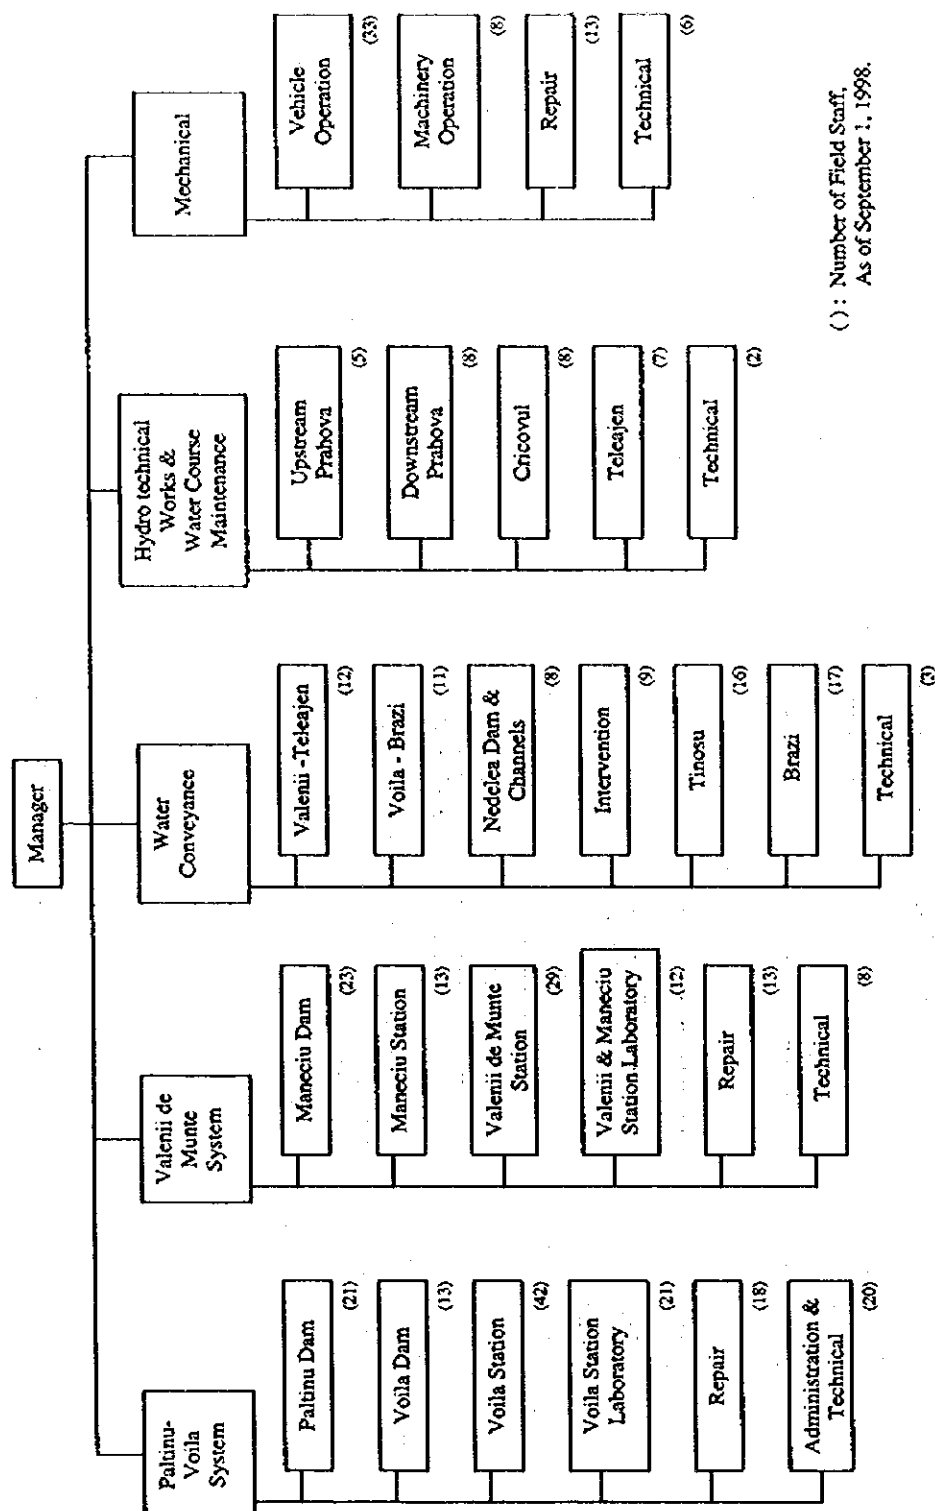 Manager
Paltinu-
Voila
System
Paltinu Dam
(21)
Voila Dam
(13)
Voila Station
(42)
Voila Station
Laboratory
(21)
Repair
(18)
Administration &
Technical
(20)
Valenii de
Munte
System
Maneciu Dam
(23)
Maneciu Station
(13)
Valenii de Munte
Station
(29)
Valenii & Maneciu
Station Laboratory
(12)
Repair
(13)
Technical
(8)
Water
Conveyance
Valenii -Teleajen
(12)
Voila - Brazi
(11)
Nedelea Dam &
Channels
(8)
Intervention
(9)
Tinosu
(16)
Brazi
(17)
Technical
(3)
Hydro technical
Works &
Water Course
Maintenance
Upstream
Prahova
(5)
Downstream
Prahova
(8)
Cricovul
(8)
Teleajen
(7)
Technical
(2)
Mechanical
Vehicle
Operation
(33)
Machinery
Operation
(8)
Repair
(13)
Technical
(6)
( ) : Number of Field Staff,
As of September 1, 1998.